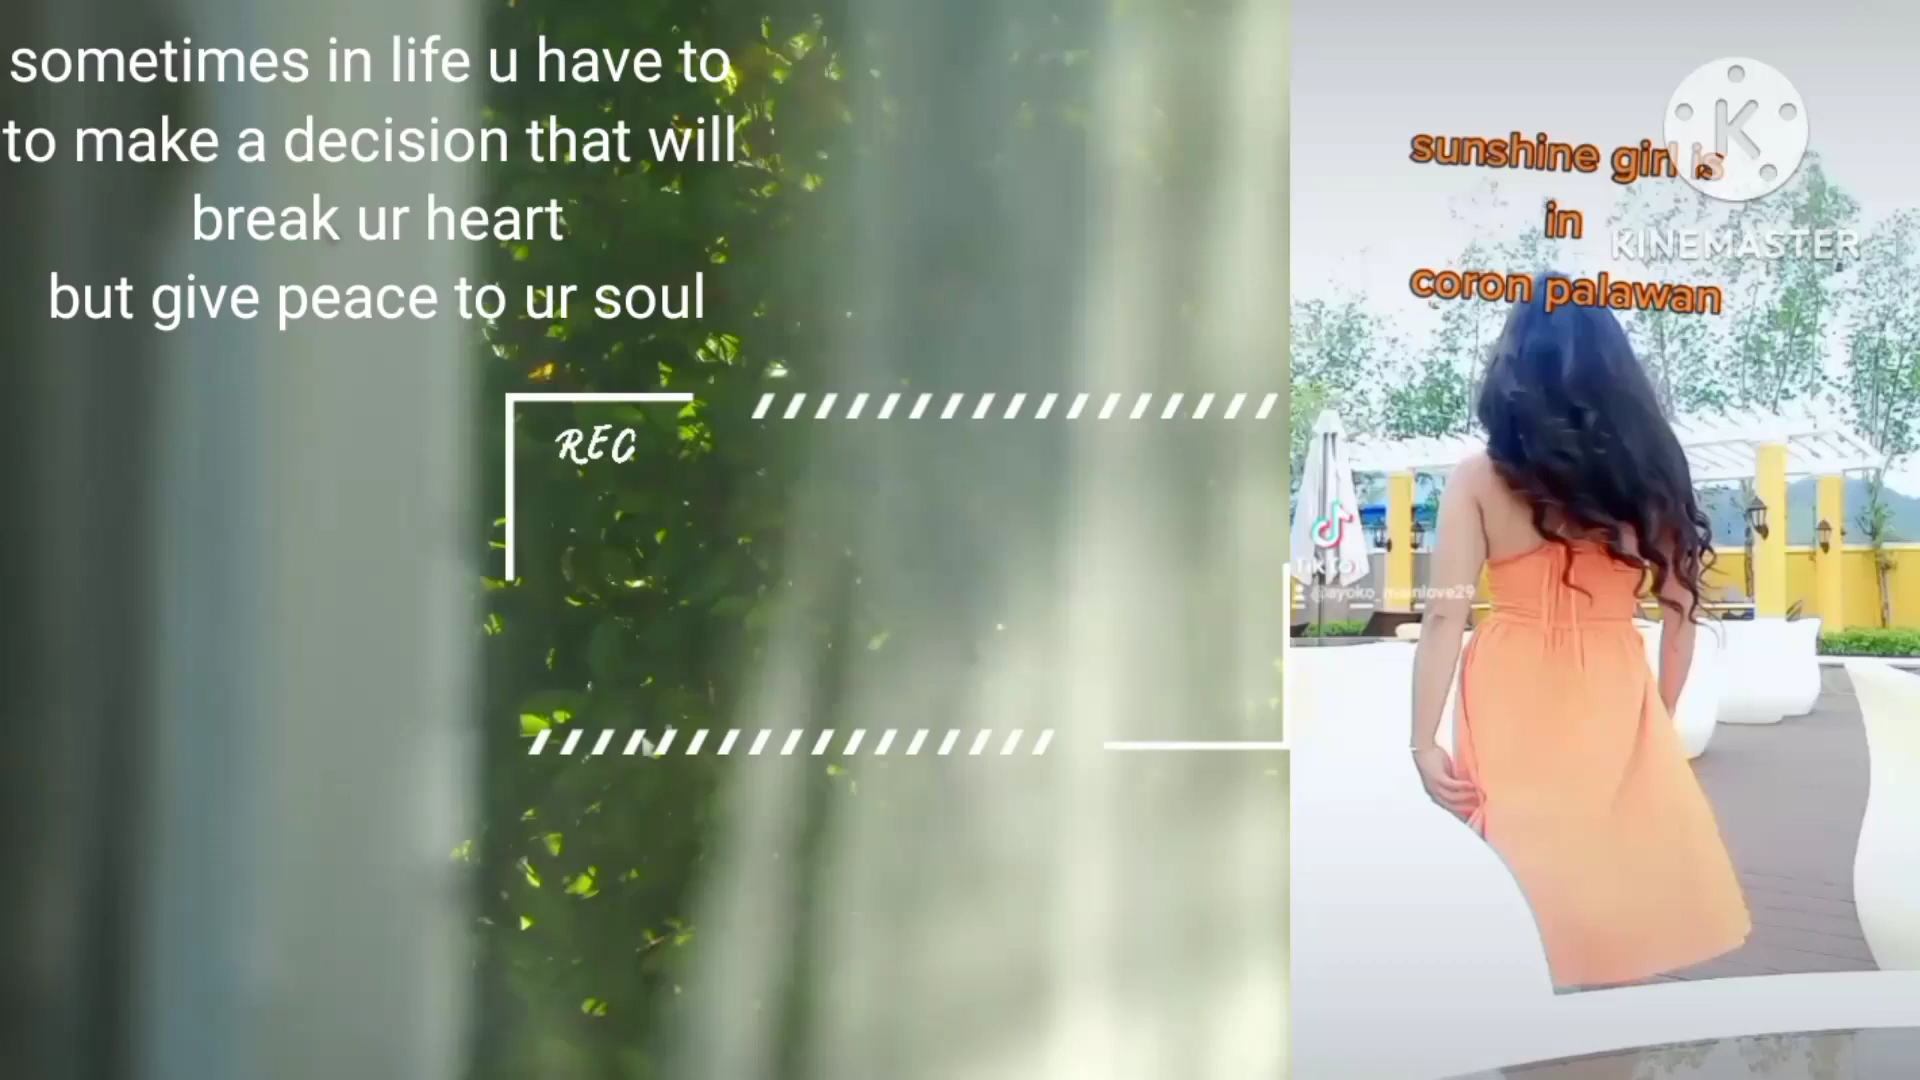 sometimes in life u have to
to make a decision that will
break ur heart
but give peace to ur soul
REC
sunshine girl is
in
coron palawan
K
KINEMASTER
TikTok